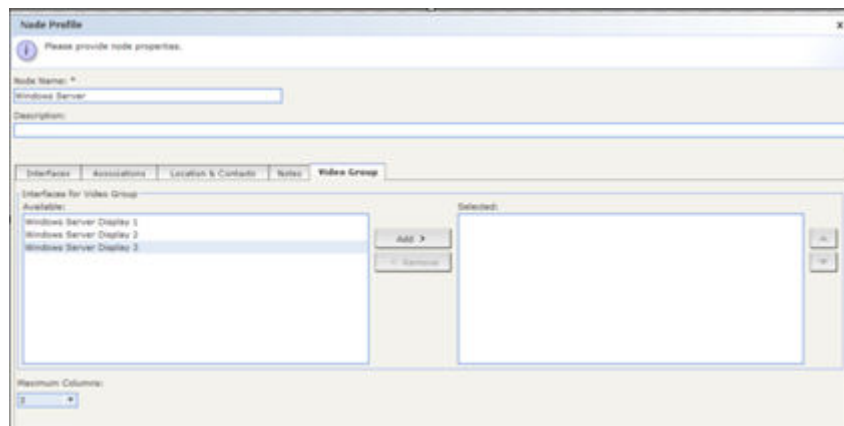 Node Profile x
i Please provide node properties.
Node Name: *
Windows Server
Description:
Interfaces Associations Location & Contacts Notes Video Group
Interfaces for Video Group
Available: Selected:
Windows Server Display 1
Windows Server Display 2
Windows Server Display 3
Add >
< Remove
Maximum Columns: